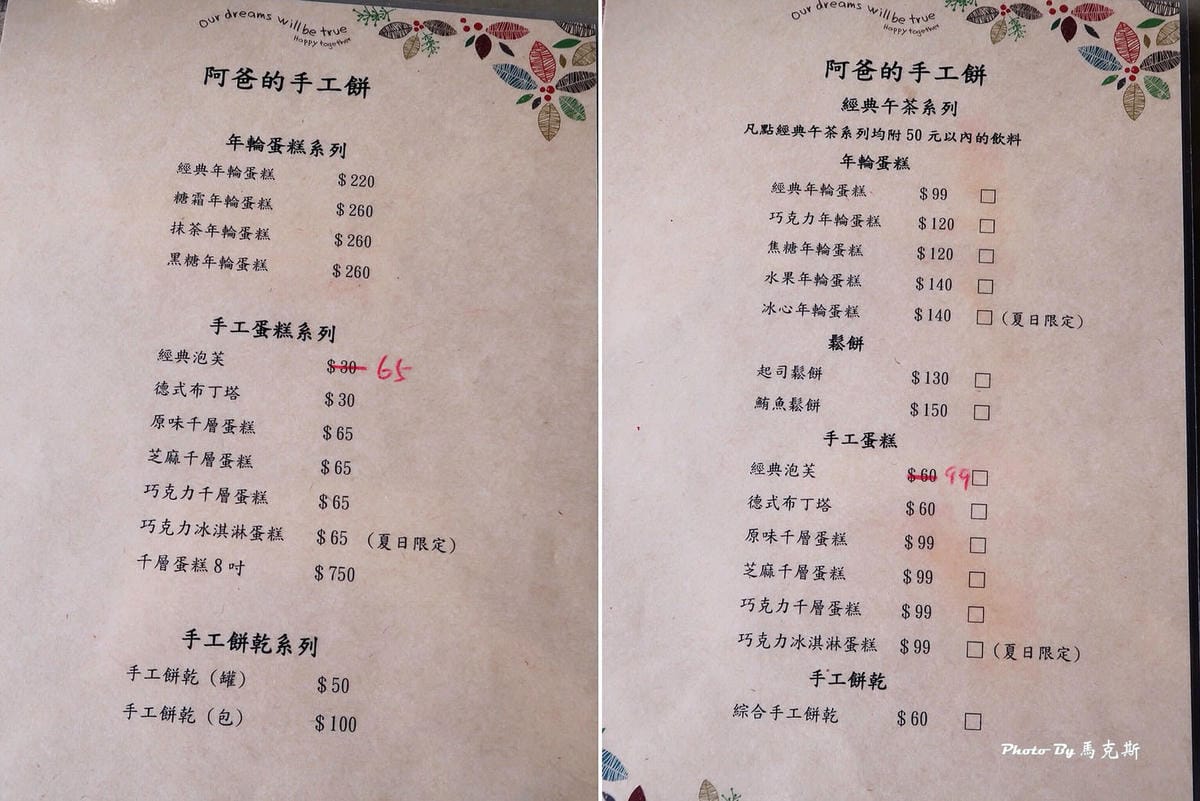 Our dreams will be true
Happy together
阿爸的手工餅
年輪蛋糕系列
經典年輪蛋糕 $220
糖霜年輪蛋糕 $260
抹茶年輪蛋糕 $260
黑糖年輪蛋糕 $260
手工蛋糕系列
經典泡芙 $30 65
德式布丁塔 $30
原味千層蛋糕 $65
芝麻千層蛋糕 $65
巧克力千層蛋糕 $65
巧克力冰淇淋蛋糕 $65 (夏日限定)
千層蛋糕8吋 $750
手工餅乾系列
手工餅乾(罐) $50
手工餅乾(包) $100
Our dreams will be true
Happy together
阿爸的手工餅
經典午茶系列
凡點經典午茶系列均附50元以內的飲料
年輪蛋糕
經典年輪蛋糕 $99 □
巧克力年輪蛋糕 $120 □
焦糖年輪蛋糕 $120 □
水果年輪蛋糕 $140 □
冰心年輪蛋糕 $140 □(夏日限定)
鬆餅
起司鬆餅 $130 □
鮪魚鬆餅 $150 □
手工蛋糕
經典泡芙 $60 99 □
德式布丁塔 $60 □
原味千層蛋糕 $99 □
芝麻千層蛋糕 $99 □
巧克力千層蛋糕 $99 □
巧克力冰淇淋蛋糕 $99 □(夏日限定)
手工餅乾
綜合手工餅乾 $60 □
Photo By 馬克斯